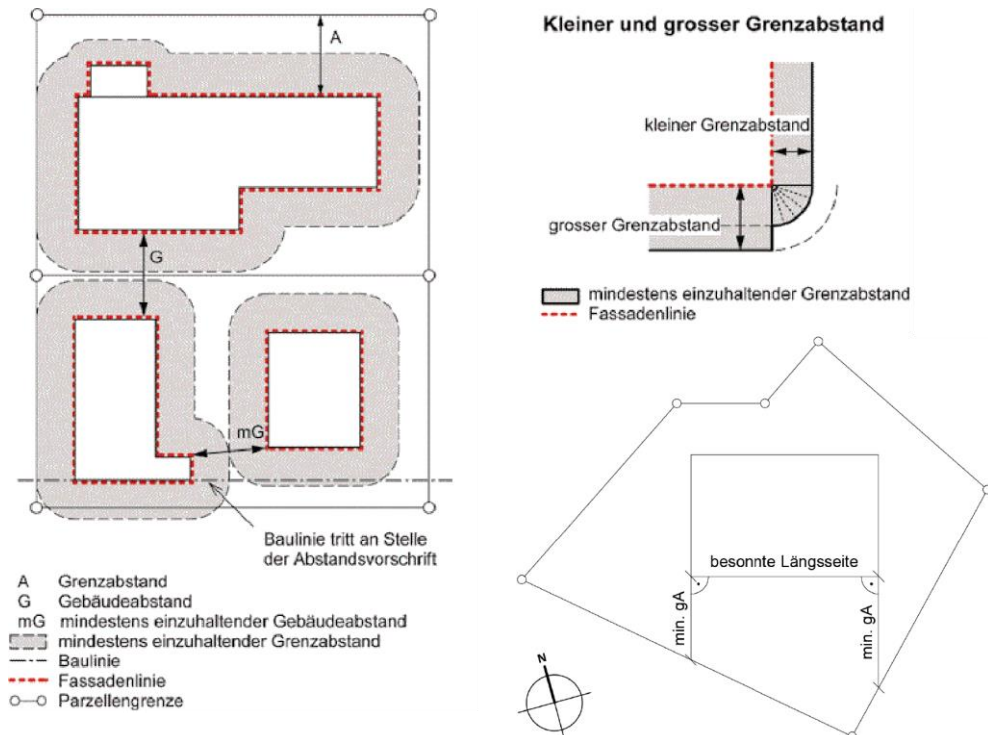 A
G
mG
Baulinie tritt an Stelle
der Abstandsvorschrift
A Grenzabstand
G Gebäudeabstand
mG mindestens einzuhaltender Gebäudeabstand
mindestens einzuhaltender Grenzabstand
Baulinie
Fassadenlinie
Parzellengrenze
Kleiner und grosser Grenzabstand
kleiner Grenzabstand
grosser Grenzabstand
mindestens einzuhaltender Grenzabstand
Fassadenlinie
besonnte Längsseite
min. gA
min. gA
N